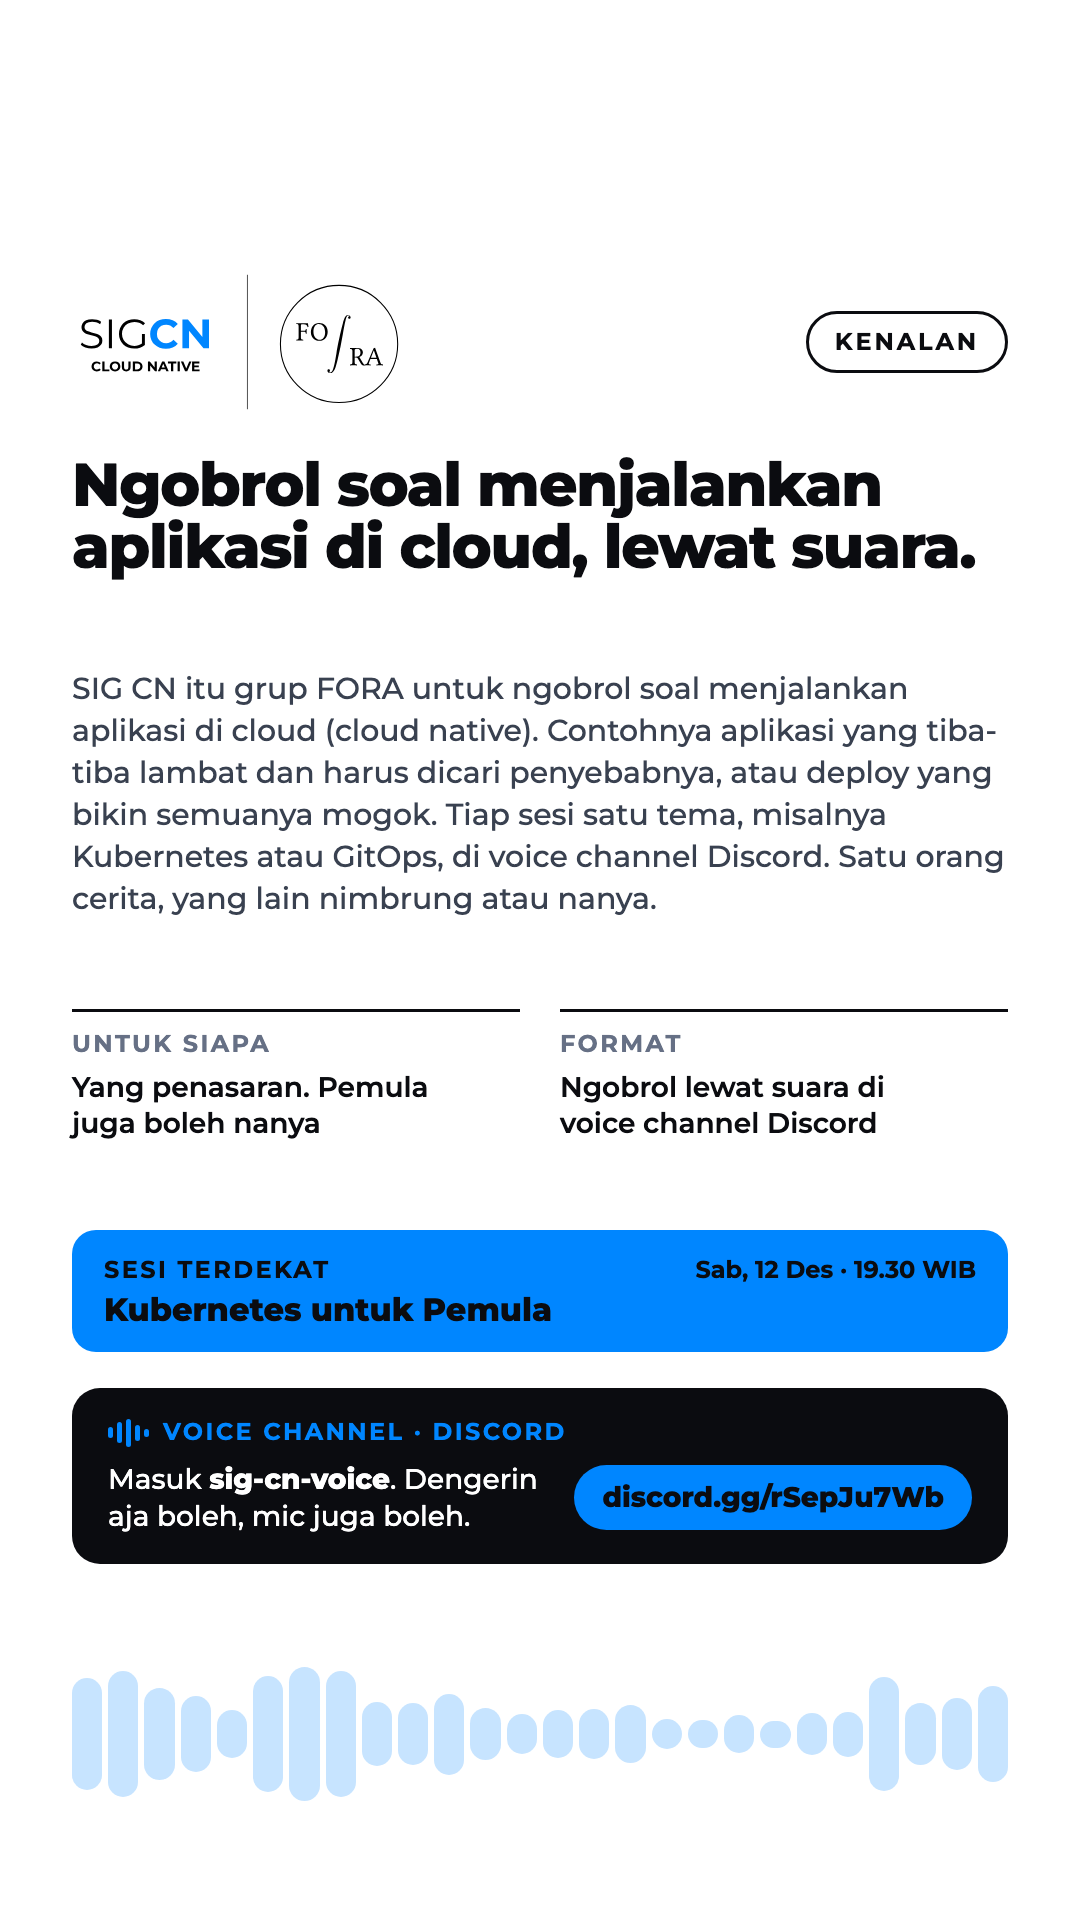 SIGCN
CLOUD NATIVE
FO RA
KENALAN
Ngobrol soal menjalankan
aplikasi di cloud, lewat suara.
SIG CN itu grup FORA untuk ngobrol soal menjalankan
aplikasi di cloud (cloud native). Contohnya aplikasi yang tiba-
tiba lambat dan harus dicari penyebabnya, atau deploy yang
bikin semuanya mogok. Tiap sesi satu tema, misalnya
Kubernetes atau GitOps, di voice channel Discord. Satu orang
cerita, yang lain nimbrung atau nanya.
UNTUK SIAPA
Yang penasaran. Pemula
juga boleh nanya
FORMAT
Ngobrol lewat suara di
voice channel Discord
SESI TERDEKAT
Sab, 12 Des · 19.30 WIB
Kubernetes untuk Pemula
VOICE CHANNEL · DISCORD
Masuk sig-cn-voice. Dengerin
aja boleh, mic juga boleh.
discord.gg/rSepJu7Wb